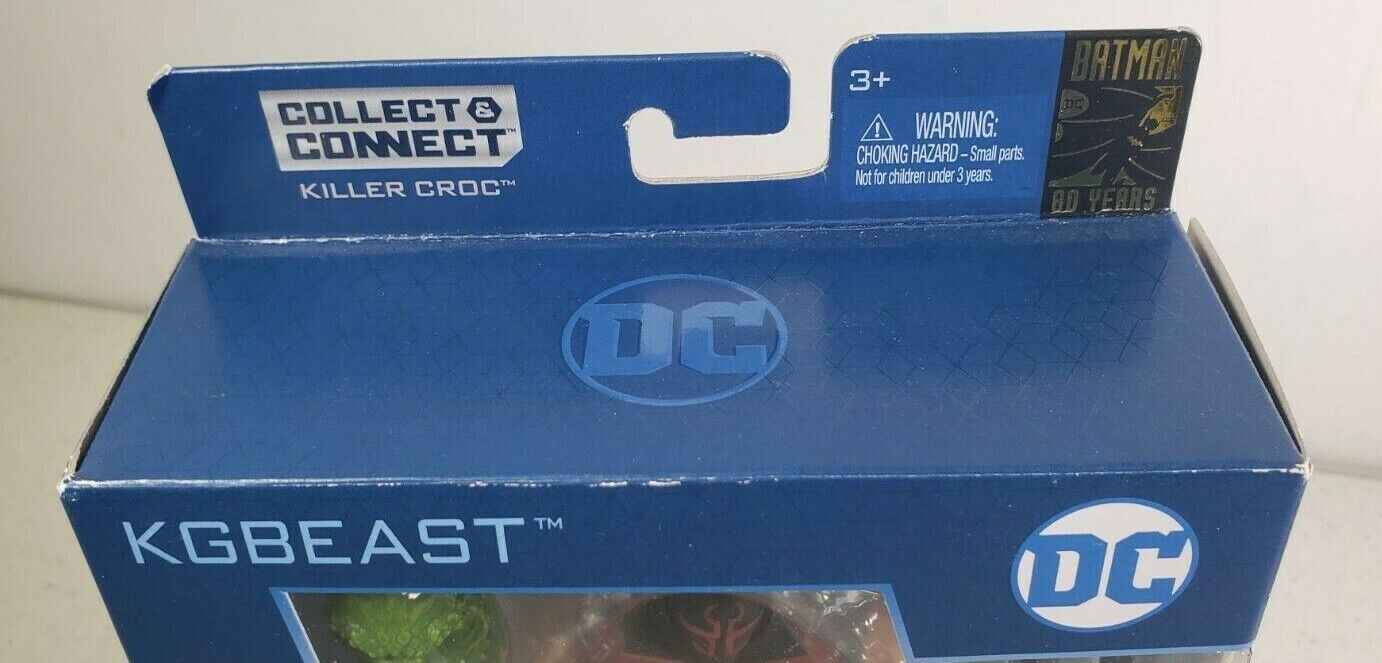 COLLECT &
CONNECT™
KILLER CROC™
3+
WARNING:
CHOKING HAZARD – Small parts.
Not for children under 3 years.
BATMAN
DC
80 YEARS
DC
KGBEAST™
DC